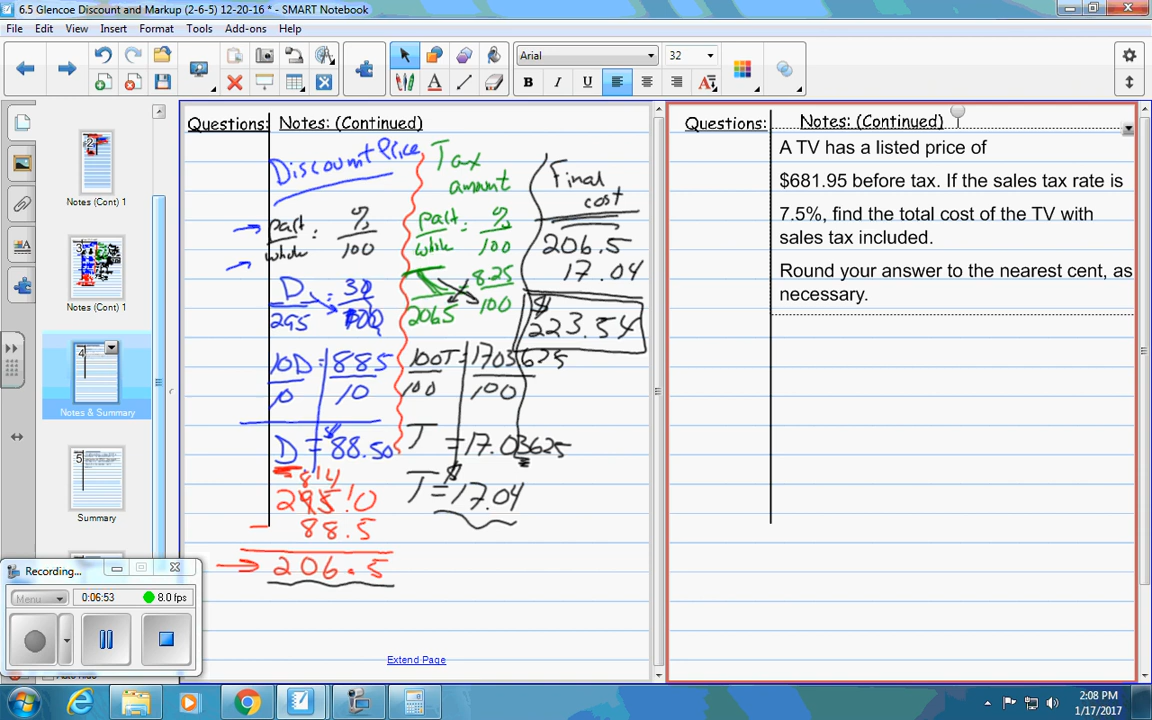 6.5 Glencoe Discount and Markup (2-6-5) 12-20-16 * - SMART Notebook
File Edit View Insert Format Tools Add-ons Help
Arial 32
B I U
Notes (Cont) 1
Notes (Cont) 1
Notes & Summary
Summary
Questions: Notes: (Continued)
Discount Price
part / whole : % / 100
D / 295 : 30 / 100
10D = 885
10 10
D = $88.50
8 14
295.10
- 88.5
206.5
Tax
amount
part / whole : % / 100
T / 206.5 8.25 / 100
100T = 1703.625
100 100
T = 17.03625
T = $17.04
Final
cost
206.5
17.04
$223.54
Extend Page
Questions: Notes: (Continued)
A TV has a listed price of
$681.95 before tax. If the sales tax rate is
7.5%, find the total cost of the TV with
sales tax included.
Round your answer to the nearest cent, as
necessary.
Recording...
Menu 0:06:53 8.0 fps
2:08 PM
1/17/2017